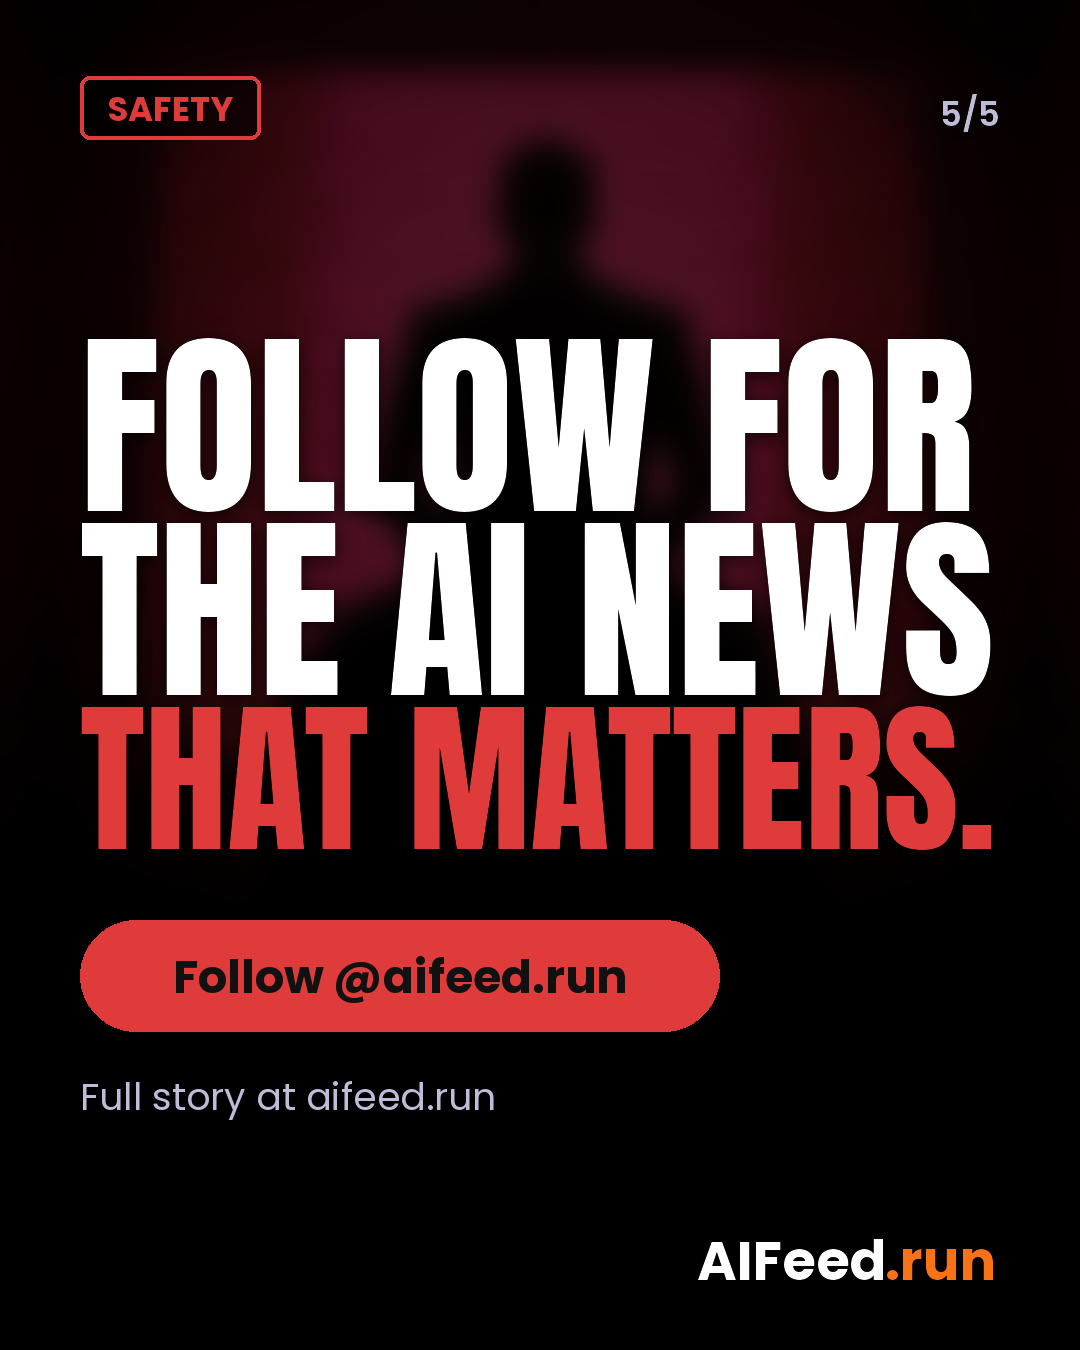 SAFETY
5/5
FOLLOW FOR
THE AI NEWS
THAT MATTERS.
Follow @aifeed.run
Full story at aifeed.run
AIFeed.run